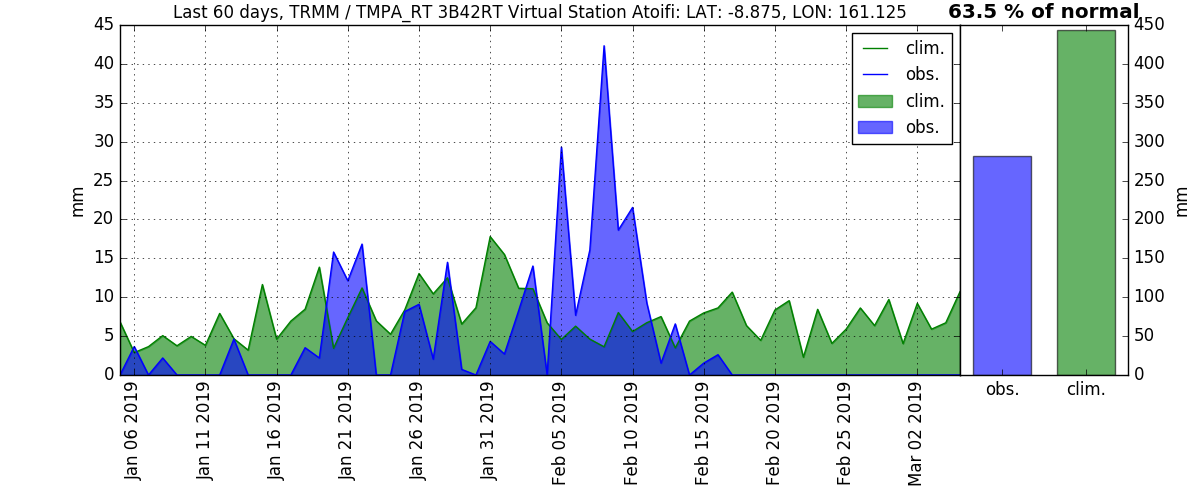 Last 60 days, TRMM / TMPA_RT 3B42RT Virtual Station Atoifi: LAT: -8.875, LON: 161.125
63.5 % of normal
45
40
35
30
25
20
15
10
5
0
mm
clim.
obs.
clim.
obs.
450
400
350
300
250
200
150
100
50
0
mm
Jan 06 2019
Jan 11 2019
Jan 16 2019
Jan 21 2019
Jan 26 2019
Jan 31 2019
Feb 05 2019
Feb 10 2019
Feb 15 2019
Feb 20 2019
Feb 25 2019
Mar 02 2019
obs.
clim.